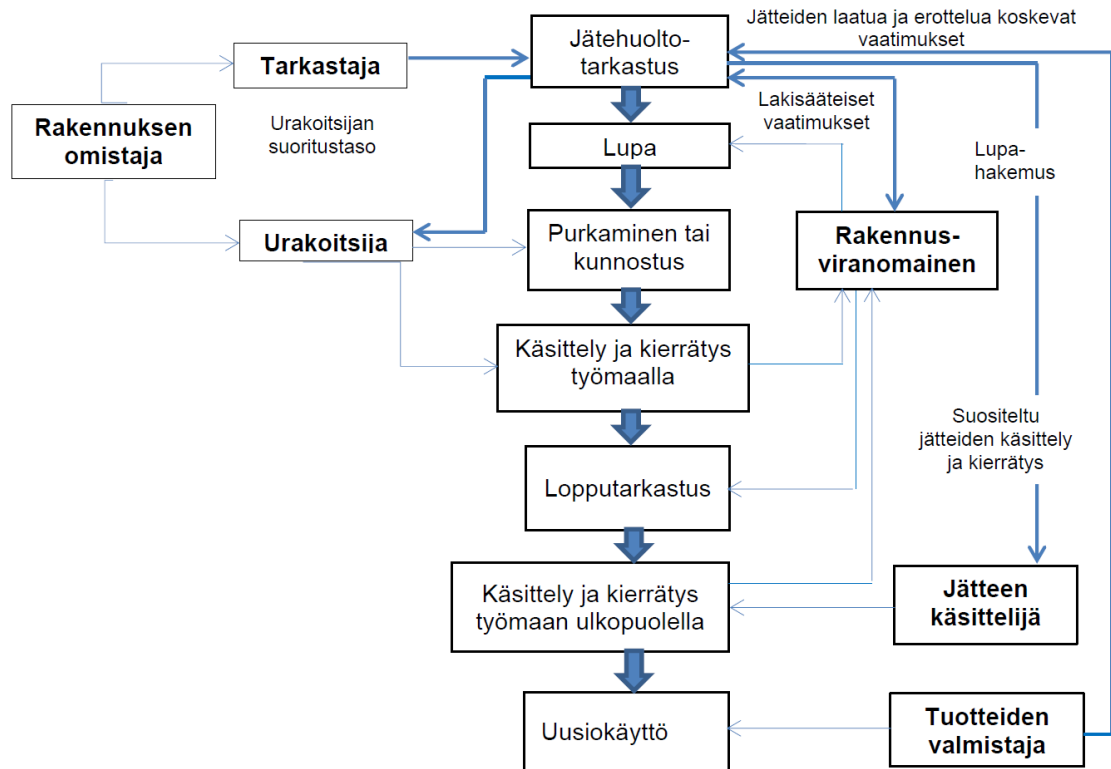 Jätteiden laatua ja erottelua koskevat
vaatimukset
Jätehuolto-
tarkastus
Tarkastaja
Rakennuksen
omistaja
Urakoitsijan
suoritustaso
Lakisääteiset
vaatimukset
Lupa
Lupa-
hakemus
Urakoitsija
Purkaminen tai
kunnostus
Rakennus-
viranomainen
Käsittely ja kierrätys
työmaalla
Suositeltu
jätteiden käsittely
ja kierrätys
Lopputarkastus
Käsittely ja kierrätys
työmaan ulkopuolella
Jätteen
käsittelijä
Uusiokäyttö
Tuotteiden
valmistaja